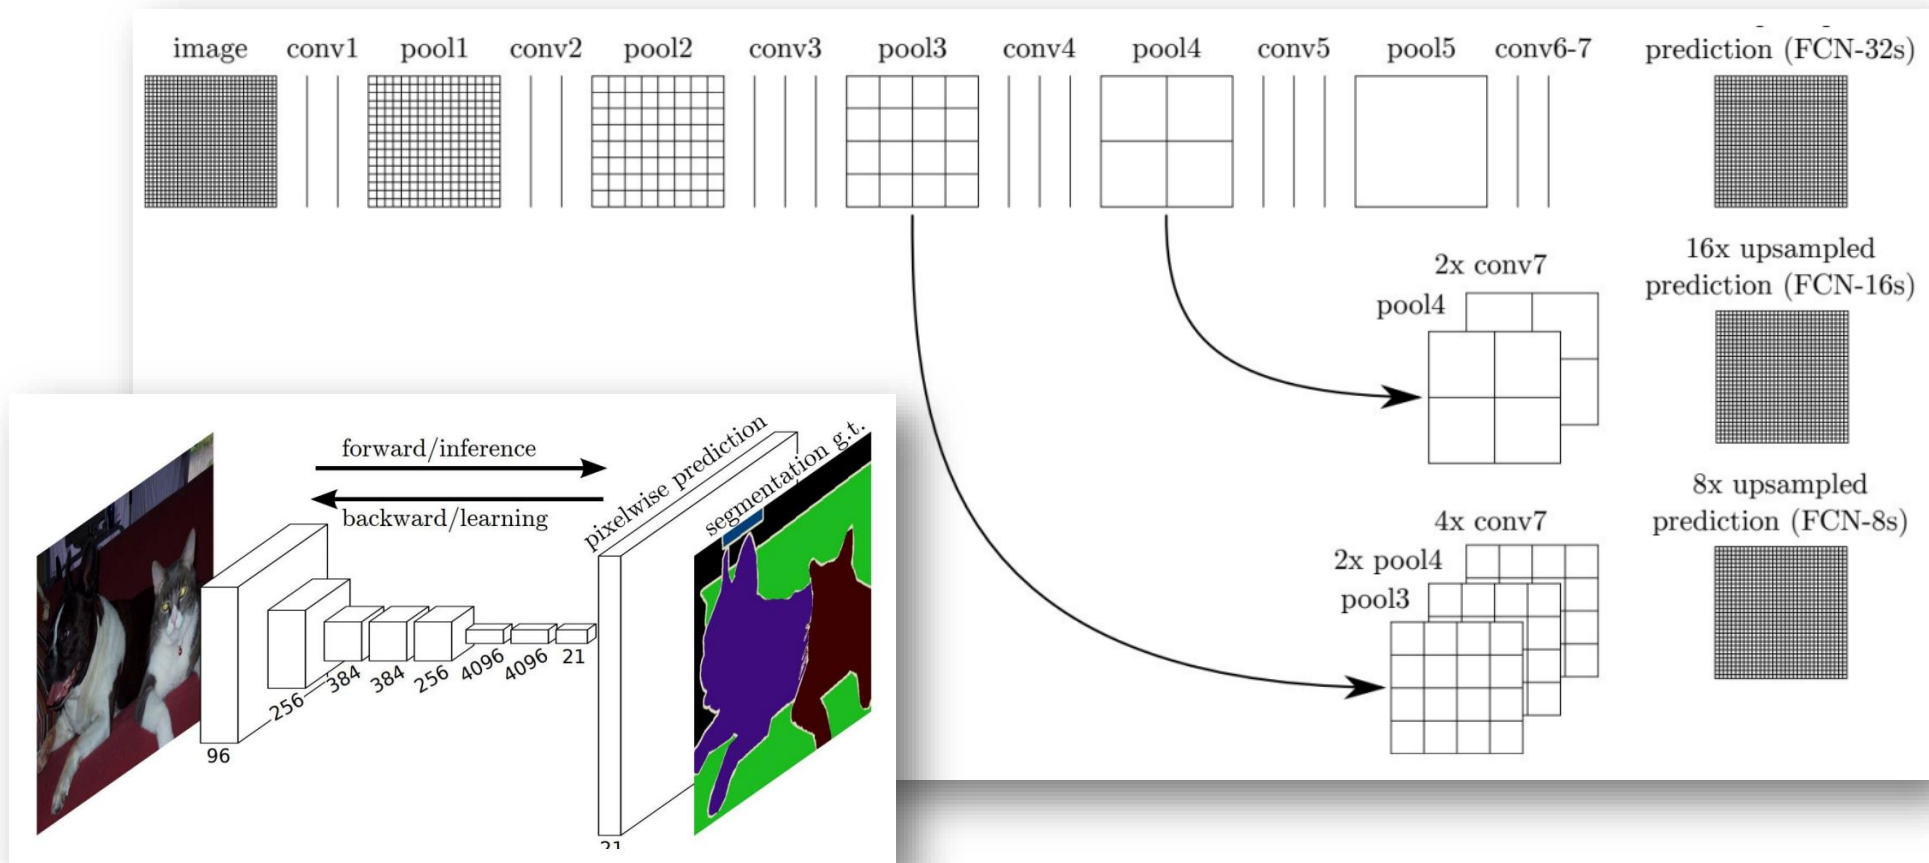 image conv1 pool1 conv2 pool2 conv3 pool3 conv4 pool4 conv5 pool5 conv6-7
prediction (FCN-32s)
16x upsampled
prediction (FCN-16s)
2x conv7
pool4
8x upsampled
prediction (FCN-8s)
4x conv7
2x pool4
pool3
forward/inference
backward/learning
pixelwise prediction
segmentation g.t.
96
256
384
384
256
4096
4096
21
21